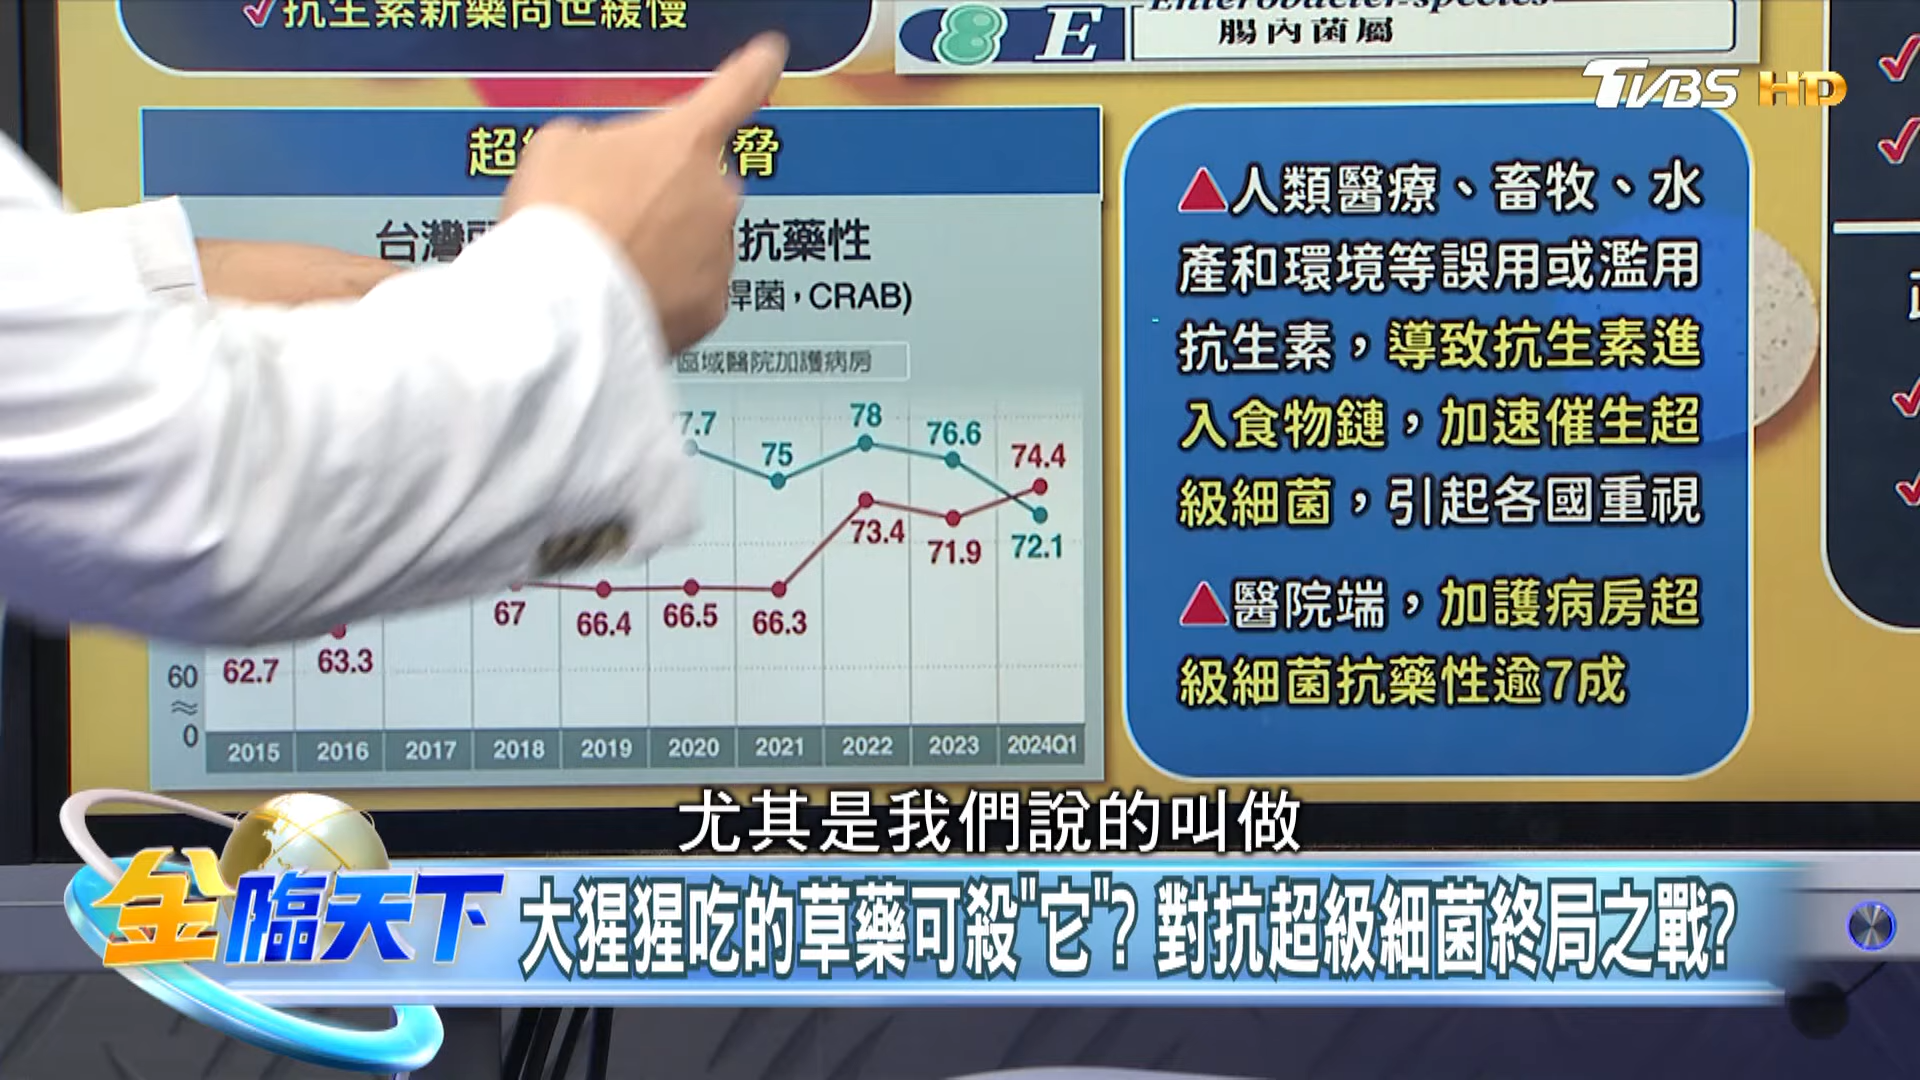 ✓抗生素新藥問世緩慢
8 E
Enterobacter species
腸內菌屬
TVBS HD
超
脅
台灣
抗藥性
桿菌，CRAB)
區域醫院加護病房
7.7
75
78
76.6
74.4
73.4
71.9
72.1
67
66.4
66.5
66.3
62.7
63.3
60
0
2015 2016 2017 2018 2019 2020 2021 2022 2023 2024Q1
▲人類醫療、畜牧、水
產和環境等誤用或濫用
抗生素，導致抗生素進
入食物鏈，加速催生超
級細菌，引起各國重視
▲醫院端，加護病房超
級細菌抗藥性逾7成
尤其是我們說的叫做
金臨天下
大猩猩吃的草藥可殺"它"? 對抗超級細菌終局之戰?